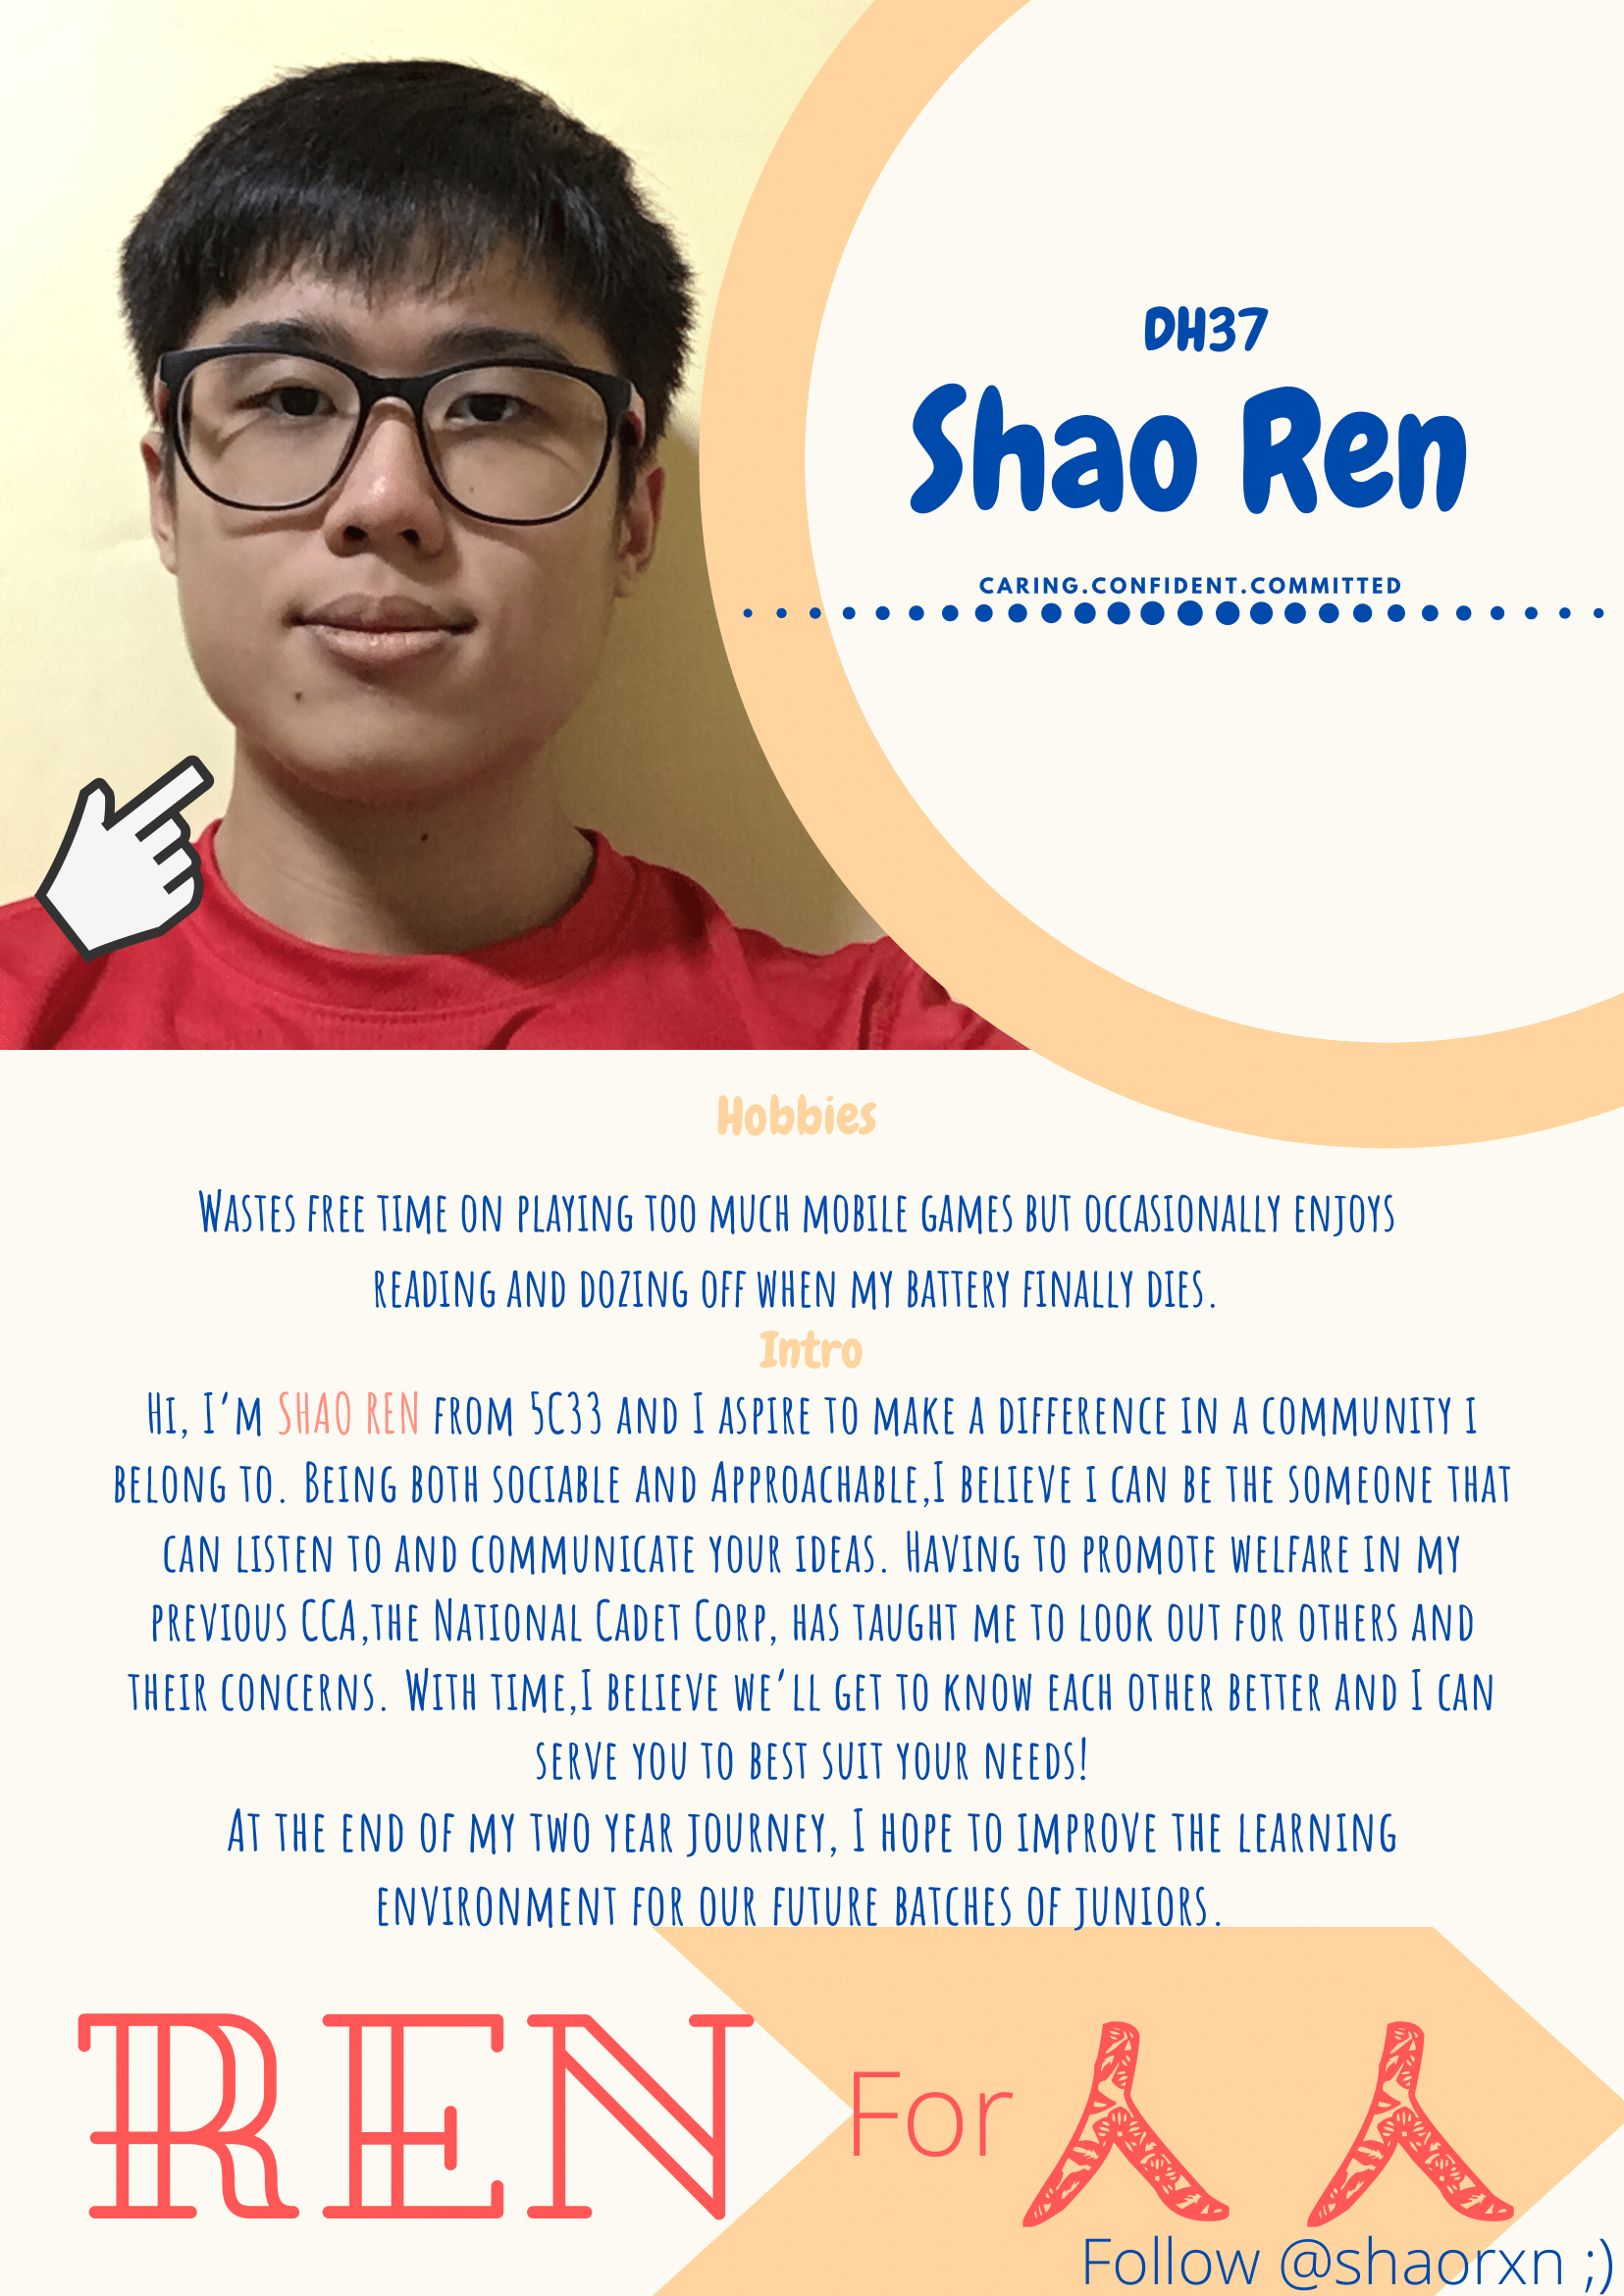 DH37
Shao Ren
CARING.CONFIDENT.COMMITTED
Hobbies
Wastes free time on playing too much mobile games but occasionally enjoys
reading and dozing off when my battery finally dies.
Intro
Hi, I'm SHAO REN from 5C33 and I aspire to make a difference in a community I
belong to. Being both sociable and Approachable,I believe i can be the someone that
can listen to and communicate your ideas. Having to promote welfare in my
previous CCA,the National Cadet Corp, has taught me to look out for others and
their concerns. With time,I believe we'll get to know each other better and I can
serve you to best suit your needs!
At the end of my two year journey, I hope to improve the learning
environment for our future batches of juniors.
REN For 人 人
Follow @shaorxn ;)